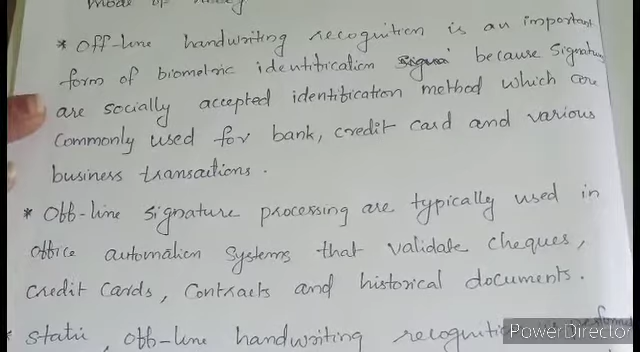 * Off-line handwriting recognition is an important
form of biometric identification because signature
are socially accepted identification method which are
commonly used for bank, credit card and various
business transactions.
* Off-line signature processing are typically used in
office automation systems that validate cheques,
credit cards, contracts and historical documents.
* static, off-line handwriting
PowerDirector